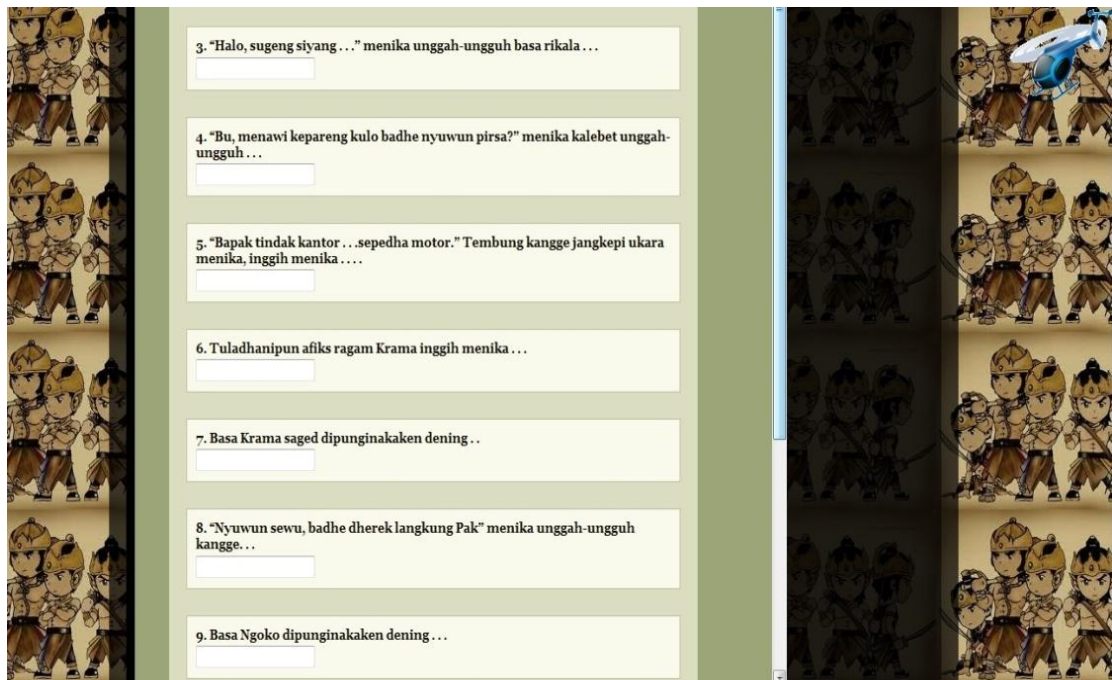 3. “Halo, sugeng siyang . . .” menika unggah-ungguh basa rikala . . .
4. “Bu, menawi kepareng kulo badhe nyuwun pirsa?” menika kalebet unggah-
ungguh . . .
5. “Bapak tindak kantor . . .sepedha motor.” Tembung kangge jangkepi ukara
menika, inggih menika . . . .
6. Tuladhanipun afiks ragam Krama inggih menika . . .
7. Basa Krama saged dipunginakaken dening . .
8. “Nyuwun sewu, badhe dherek langkung Pak” menika unggah-ungguh
kangge. . .
9. Basa Ngoko dipunginakaken dening . . .